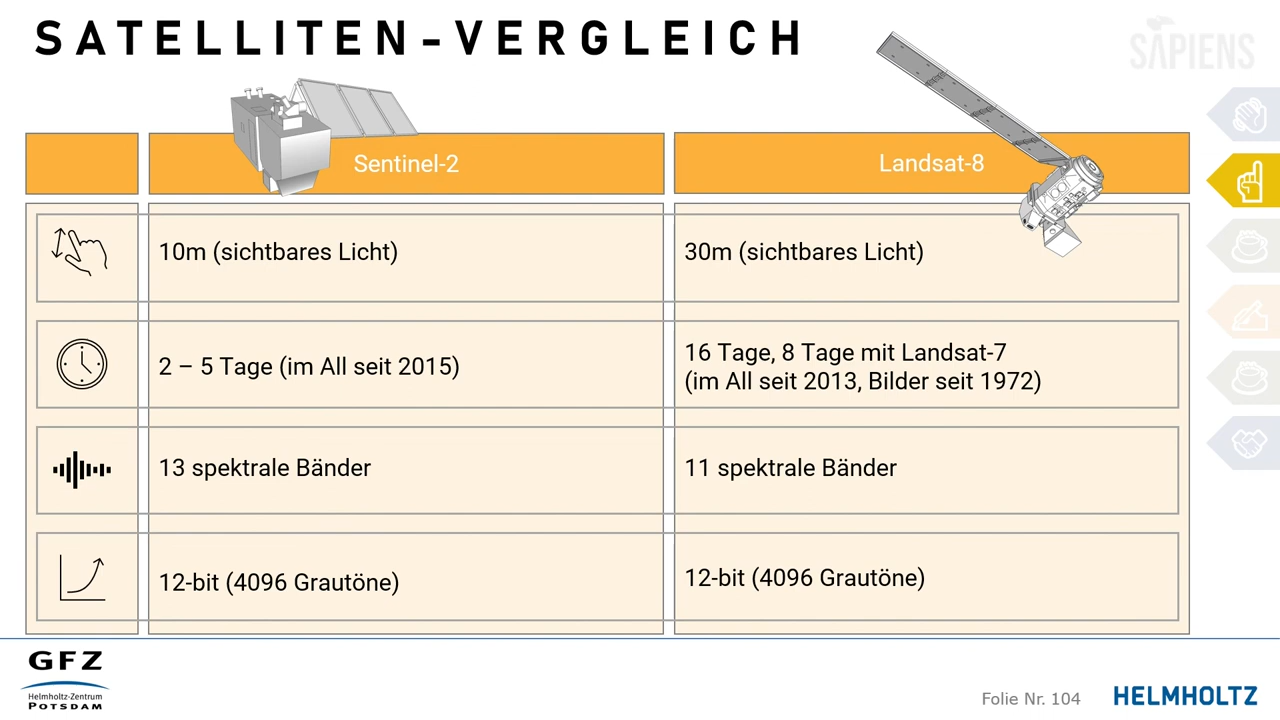 SATELLITEN-VERGLEICH
SAPIENS
Sentinel-2
Landsat-8
10m (sichtbares Licht)
30m (sichtbares Licht)
2 – 5 Tage (im All seit 2015)
16 Tage, 8 Tage mit Landsat-7
(im All seit 2013, Bilder seit 1972)
13 spektrale Bänder
11 spektrale Bänder
12-bit (4096 Grautöne)
12-bit (4096 Grautöne)
GFZ
Helmholtz-Zentrum
POTSDAM
Folie Nr. 104
HELMHOLTZ